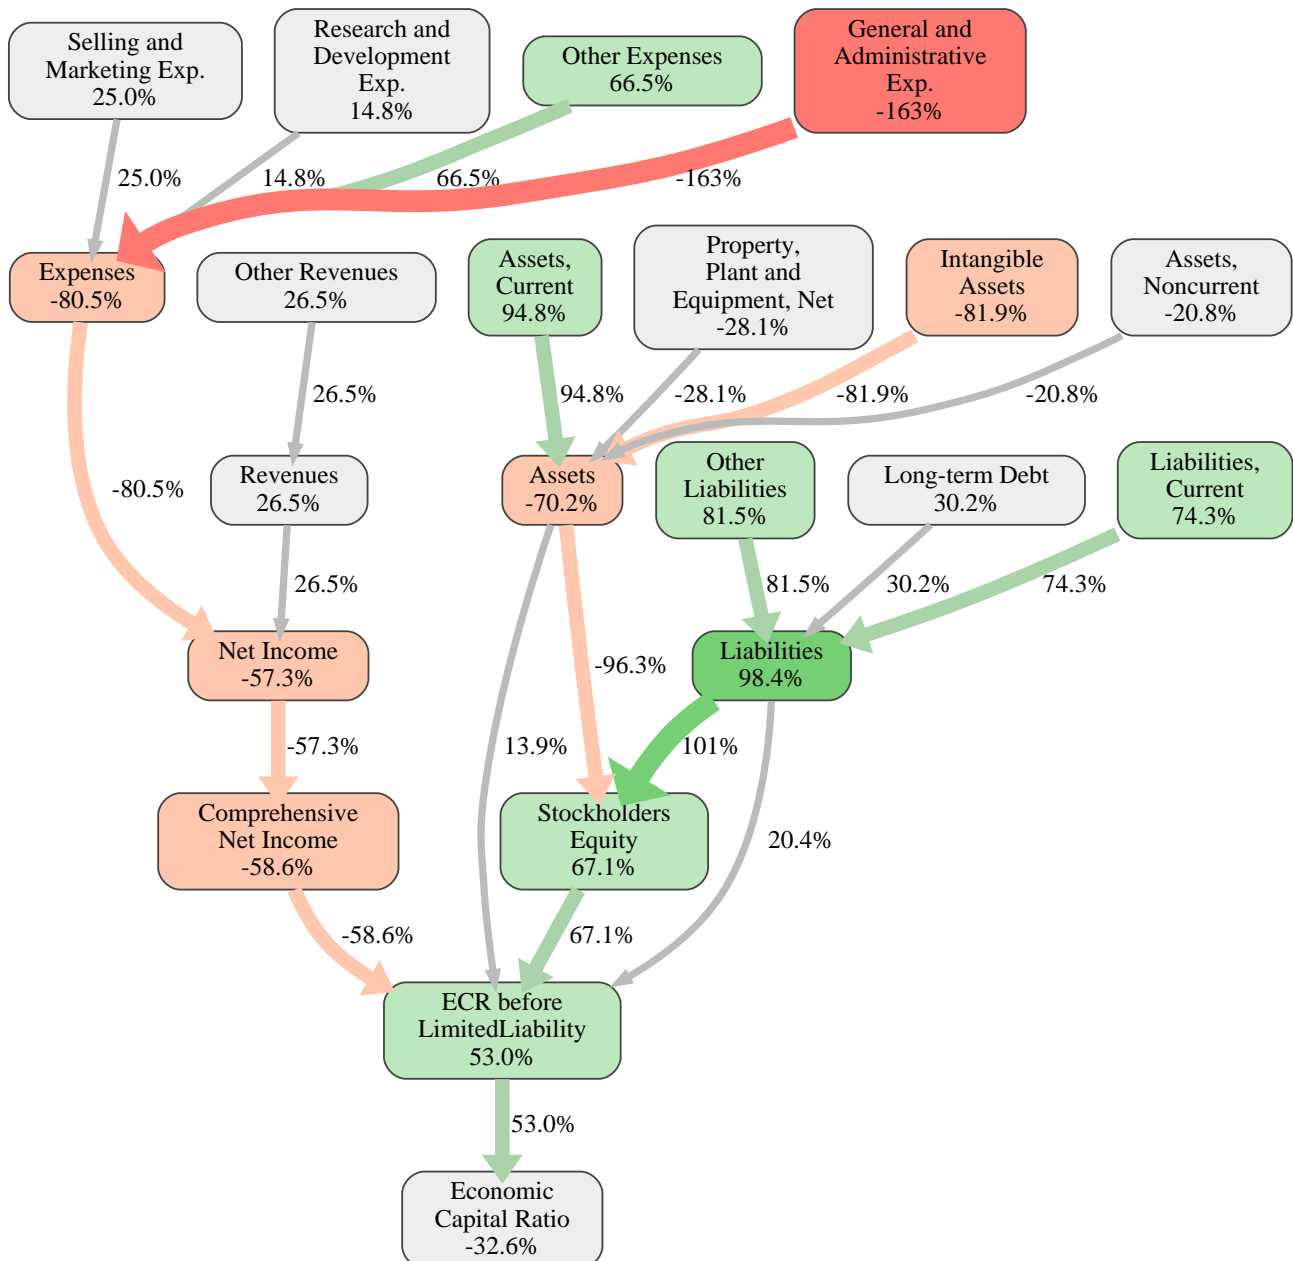 Selling and
Marketing Exp.
25.0%
Research and
Development
Exp.
14.8%
Other Expenses
66.5%
General and
Administrative
Exp.
-163%
25.0%
14.8%
66.5%
-163%
Expenses
-80.5%
Other Revenues
26.5%
Assets,
Current
94.8%
Property,
Plant and
Equipment, Net
-28.1%
Intangible
Assets
-81.9%
Assets,
Noncurrent
-20.8%
26.5%
94.8%
-28.1%
-81.9%
-20.8%
-80.5%
Revenues
26.5%
Assets
-70.2%
Other
Liabilities
81.5%
Long-term Debt
30.2%
Liabilities,
Current
74.3%
26.5%
81.5%
30.2%
74.3%
Net Income
-57.3%
-96.3%
Liabilities
98.4%
-57.3%
13.9%
101%
Comprehensive
Net Income
-58.6%
Stockholders
Equity
67.1%
20.4%
-58.6%
67.1%
ECR before
LimitedLiability
53.0%
53.0%
Economic
Capital Ratio
-32.6%